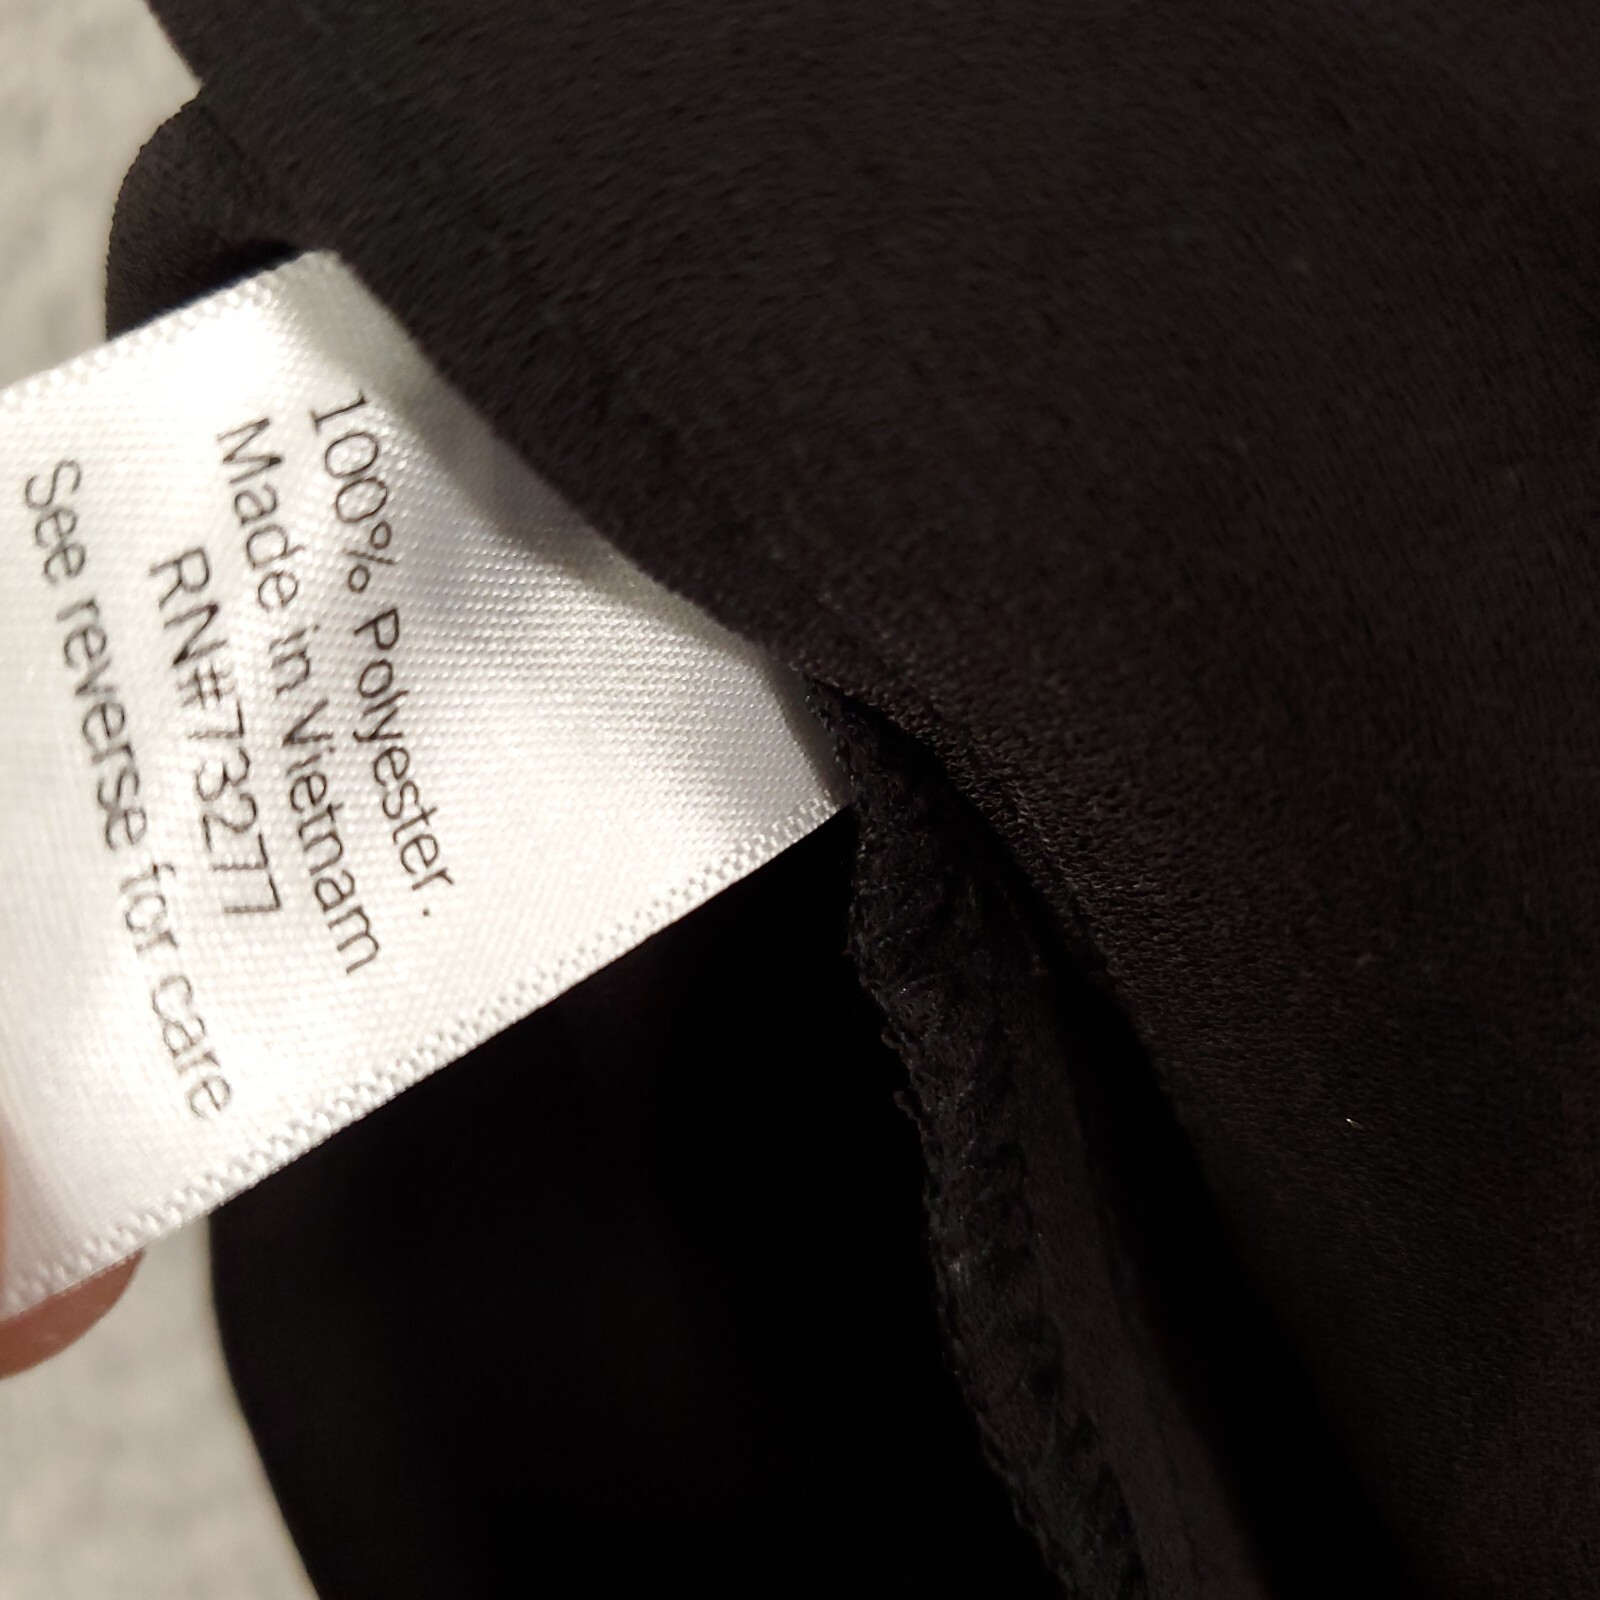 100% Polyester.
Made in Vietnam
RN#73277
See reverse for care